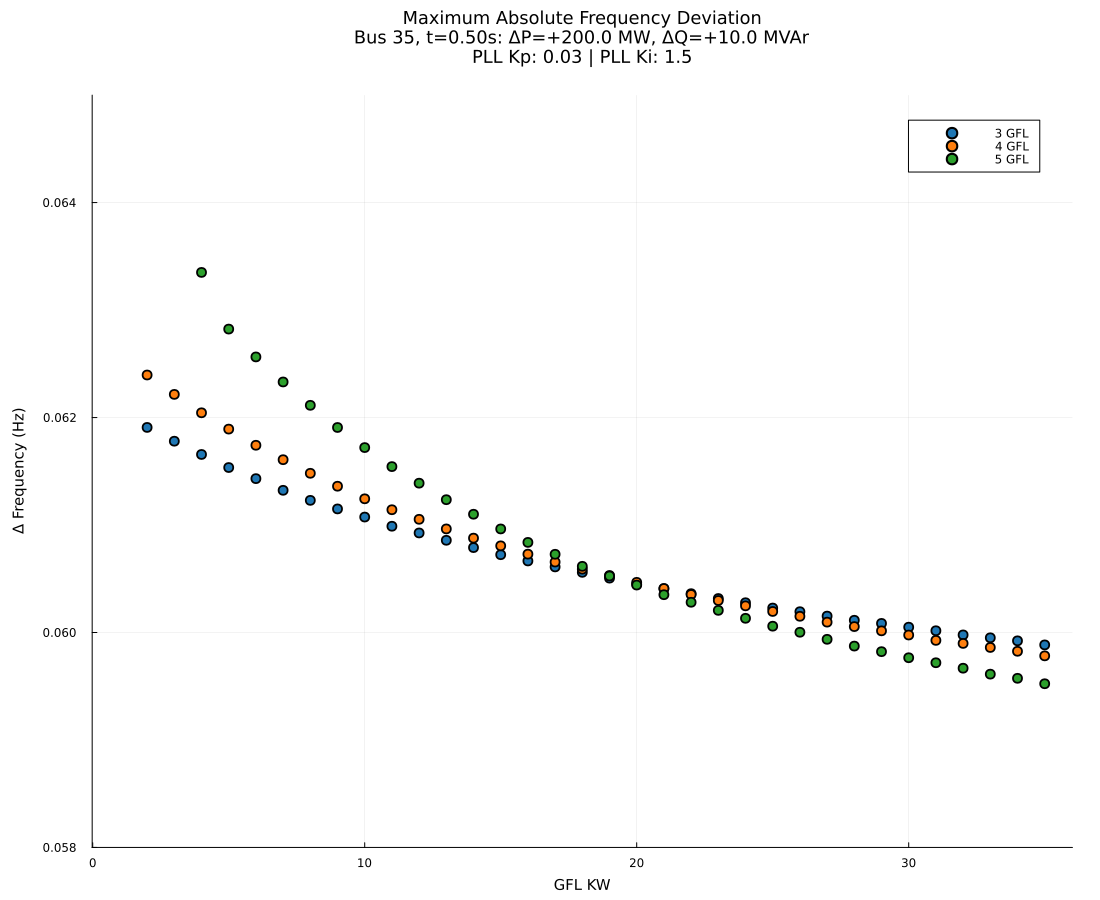 Maximum Absolute Frequency Deviation
Bus 35, t=0.50s: ΔP=+200.0 MW, ΔQ=+10.0 MVAr
PLL Kp: 0.03 | PLL Ki: 1.5
3 GFL
4 GFL
5 GFL
0.064
0.062
0.060
0.058
Δ Frequency (Hz)
0
10
20
30
GFL KW